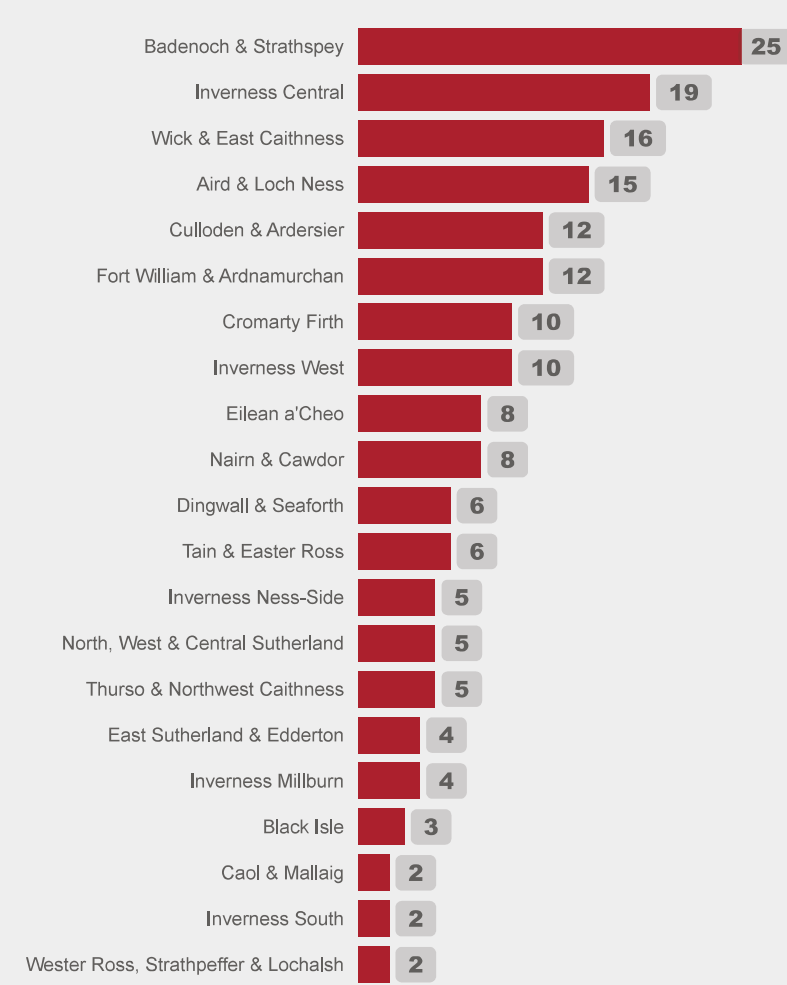 Badenoch & Strathspey 25
Inverness Central 19
Wick & East Caithness 16
Aird & Loch Ness 15
Culloden & Ardersier 12
Fort William & Ardnamurchan 12
Cromarty Firth 10
Inverness West 10
Eilean a'Cheo 8
Nairn & Cawdor 8
Dingwall & Seaforth 6
Tain & Easter Ross 6
Inverness Ness-Side 5
North, West & Central Sutherland 5
Thurso & Northwest Caithness 5
East Sutherland & Edderton 4
Inverness Millburn 4
Black Isle 3
Caol & Mallaig 2
Inverness South 2
Wester Ross, Strathpeffer & Lochalsh 2